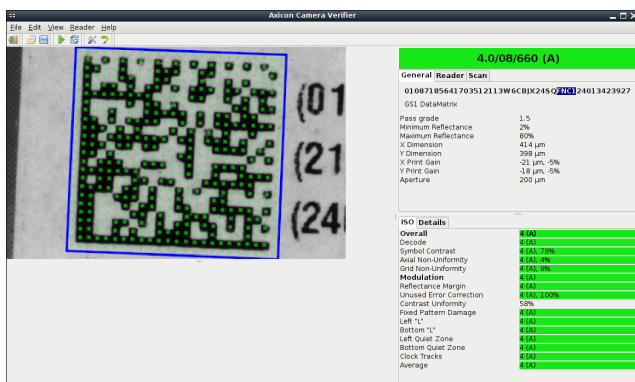 Axicon Camera Verifier
File Edit View Reader Help
(01
(21
(24
4.0/08/660 (A)
General Reader Scan
01087185641703512113W6CBJX24SQFNC124013423927
GS1 DataMatrix
Pass grade 1.5
Minimum Reflectance 2%
Maximum Reflectance 80%
X Dimension 414 µm
Y Dimension 398 µm
X Print Gain -21 µm, -5%
Y Print Gain -18 µm, -5%
Aperture 200 µm
ISO Details
Overall 4 (A)
Decode 4 (A)
Symbol Contrast 4 (A), 78%
Axial Non-Uniformity 4 (A), 4%
Grid Non-Uniformity 4 (A), 9%
Modulation 4 (A)
Reflectance Margin 4 (A)
Unused Error Correction 4 (A), 100%
Contrast Uniformity 58%
Fixed Pattern Damage 4 (A)
Left "L" 4 (A)
Bottom "L" 4 (A)
Left Quiet Zone 4 (A)
Bottom Quiet Zone 4 (A)
Clock Tracks 4 (A)
Average 4 (A)